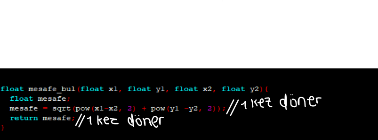 float mesafe_bul(float x1, float y1, float x2, float y2){
float mesafe;
mesafe = sqrt(pow(x1-x2, 2) + pow(y1 -y2, 2)); //1 kez döner
return mesafe; //1 kez döner
}